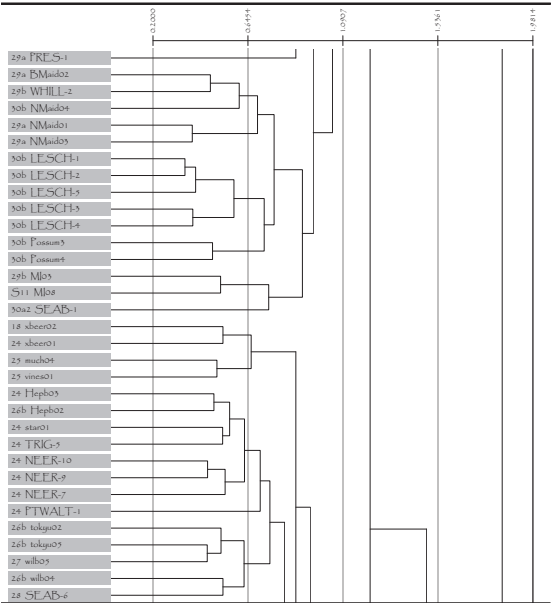 0.2000
0.6454
1.0907
1.5361
1.9814
29a PRES-1
29a BMaid02
29b WHILL-2
30b NMaid04
29a NMaid01
29a NMaid03
30b LESCH-1
30b LESCH-2
30b LESCH-5
30b LESCH-3
30b LESCH-4
30b Possum3
30b Possum4
29b MI03
S11 MI08
30a2 SEAB-1
18 xbeer02
24 xbeer01
25 much04
25 vines01
24 Hepb03
26b Hepb02
24 star01
24 TRIG-5
24 NEER-10
24 NEER-9
24 NEER-7
24 PTWALT-1
26b tokyu02
26b tokyu05
27 wilb05
26b wilb04
28 SEAB-6